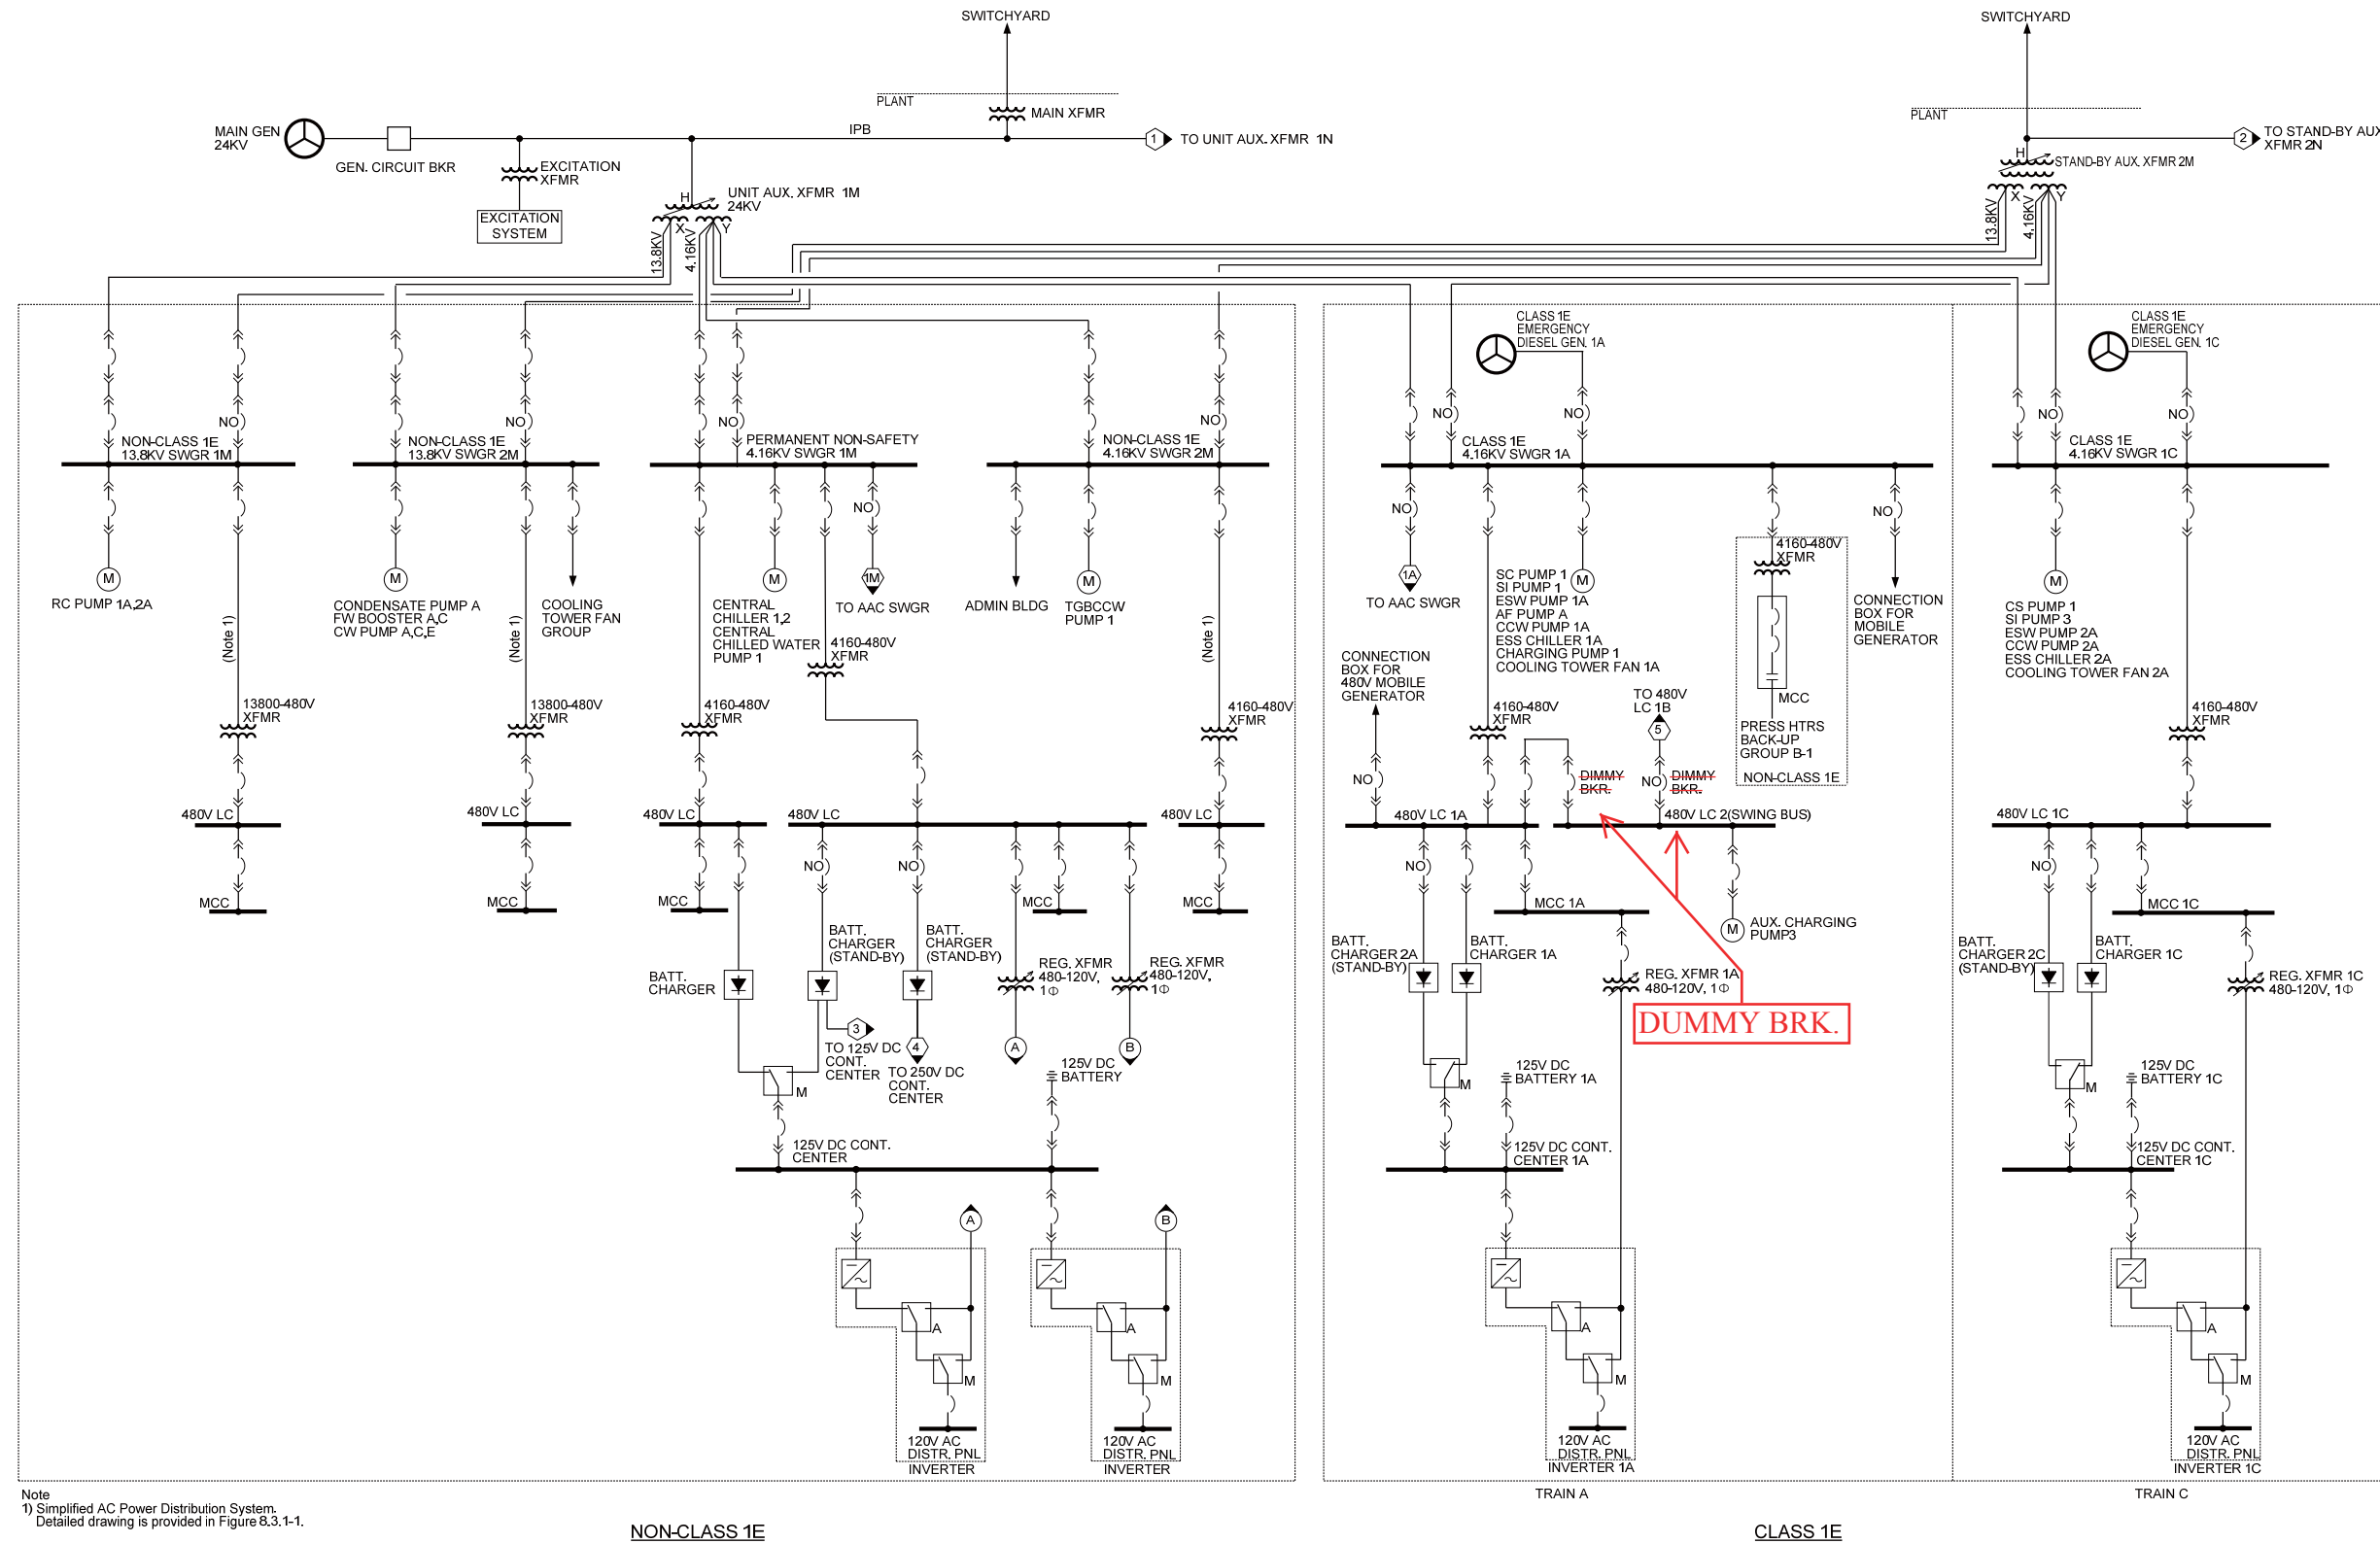 SWITCHYARD
SWITCHYARD
PLANT
MAIN XFMR
PLANT
MAIN GEN
24KV
GEN. CIRCUIT BKR
IPB
1
TO UNIT AUX. XFMR 1N
2
TO STAND-BY AUX
XFMR 2N
EXCITATION
XFMR
EXCITATION
SYSTEM
H
UNIT AUX. XFMR 1M
24KV
X
Y
13.8KV
4.16KV
H
STAND-BY AUX. XFMR 2M
X
Y
13.8KV
4.16KV
CLASS 1E
EMERGENCY
DIESEL GEN. 1A
CLASS 1E
EMERGENCY
DIESEL GEN. 1C
NO
NO
NO
NO
NO
NO
NO
NO
NON-CLASS 1E
13.8KV SWGR 1M
NON-CLASS 1E
13.8KV SWGR 2M
PERMANENT NON-SAFETY
4.16KV SWGR 1M
NON-CLASS 1E
4.16KV SWGR 2M
CLASS 1E
4.16KV SWGR 1A
CLASS 1E
4.16KV SWGR 1C
NO
NO
NO
M
RC PUMP 1A,2A
M
CONDENSATE PUMP A
FW BOOSTER A,C
CW PUMP A,C,E
COOLING
TOWER FAN
GROUP
M
CENTRAL
CHILLER 1,2
CENTRAL
CHILLED WATER
PUMP 1
1M
TO AAC SWGR
ADMIN BLDG
M
TGBCCW
PUMP 1
1A
TO AAC SWGR
M
SC PUMP 1
SI PUMP 1
ESW PUMP 1A
AF PUMP A
CCW PUMP 1A
ESS CHILLER 1A
CHARGING PUMP 1
COOLING TOWER FAN 1A
4160-480V
XFMR
MCC
PRESS HTRS
BACK-UP
GROUP B-1
NON-CLASS 1E
CONNECTION
BOX FOR
MOBILE
GENERATOR
M
CS PUMP 1
SI PUMP 3
ESW PUMP 2A
CCW PUMP 2A
ESS CHILLER 2A
COOLING TOWER FAN 2A
(Note 1)
(Note 1)
(Note 1)
4160-480V
XFMR
CONNECTION
BOX FOR
480V MOBILE
GENERATOR
TO 480V
LC 1B
5
13800-480V
XFMR
13800-480V
XFMR
4160-480V
XFMR
4160-480V
XFMR
4160-480V
XFMR
4160-480V
XFMR
NO
DIMMY
BKR.
NO
DIMMY
BKR.
480V LC
480V LC
480V LC
480V LC
480V LC
480V LC 1A
480V LC 2(SWING BUS)
480V LC 1C
NO
NO
NO
NO
MCC
MCC
MCC
MCC
MCC
MCC 1A
MCC 1C
M
AUX. CHARGING
PUMP3
BATT.
CHARGER
BATT.
CHARGER
(STAND-BY)
BATT.
CHARGER
(STAND-BY)
REG. XFMR
480-120V,
1Φ
REG. XFMR
480-120V,
1Φ
BATT.
CHARGER 2A
(STAND-BY)
BATT.
CHARGER 1A
REG. XFMR 1A
480-120V, 1Φ
BATT.
CHARGER 2C
(STAND-BY)
BATT.
CHARGER 1C
REG. XFMR 1C
480-120V, 1Φ
DUMMY BRK.
3
TO 125V DC
CONT.
CENTER
4
TO 250V DC
CONT.
CENTER
A
B
M
125V DC
BATTERY
M
125V DC
BATTERY 1A
M
125V DC
BATTERY 1C
125V DC CONT.
CENTER
125V DC CONT.
CENTER 1A
125V DC CONT.
CENTER 1C
A
B
A
A
A
A
M
M
M
M
120V AC
DISTR. PNL
INVERTER
120V AC
DISTR. PNL
INVERTER
120V AC
DISTR. PNL
INVERTER 1A
120V AC
DISTR. PNL
INVERTER 1C
TRAIN A
TRAIN C
Note
1) Simplified AC Power Distribution System.
Detailed drawing is provided in Figure 8.3.1-1.
NON-CLASS 1E
CLASS 1E